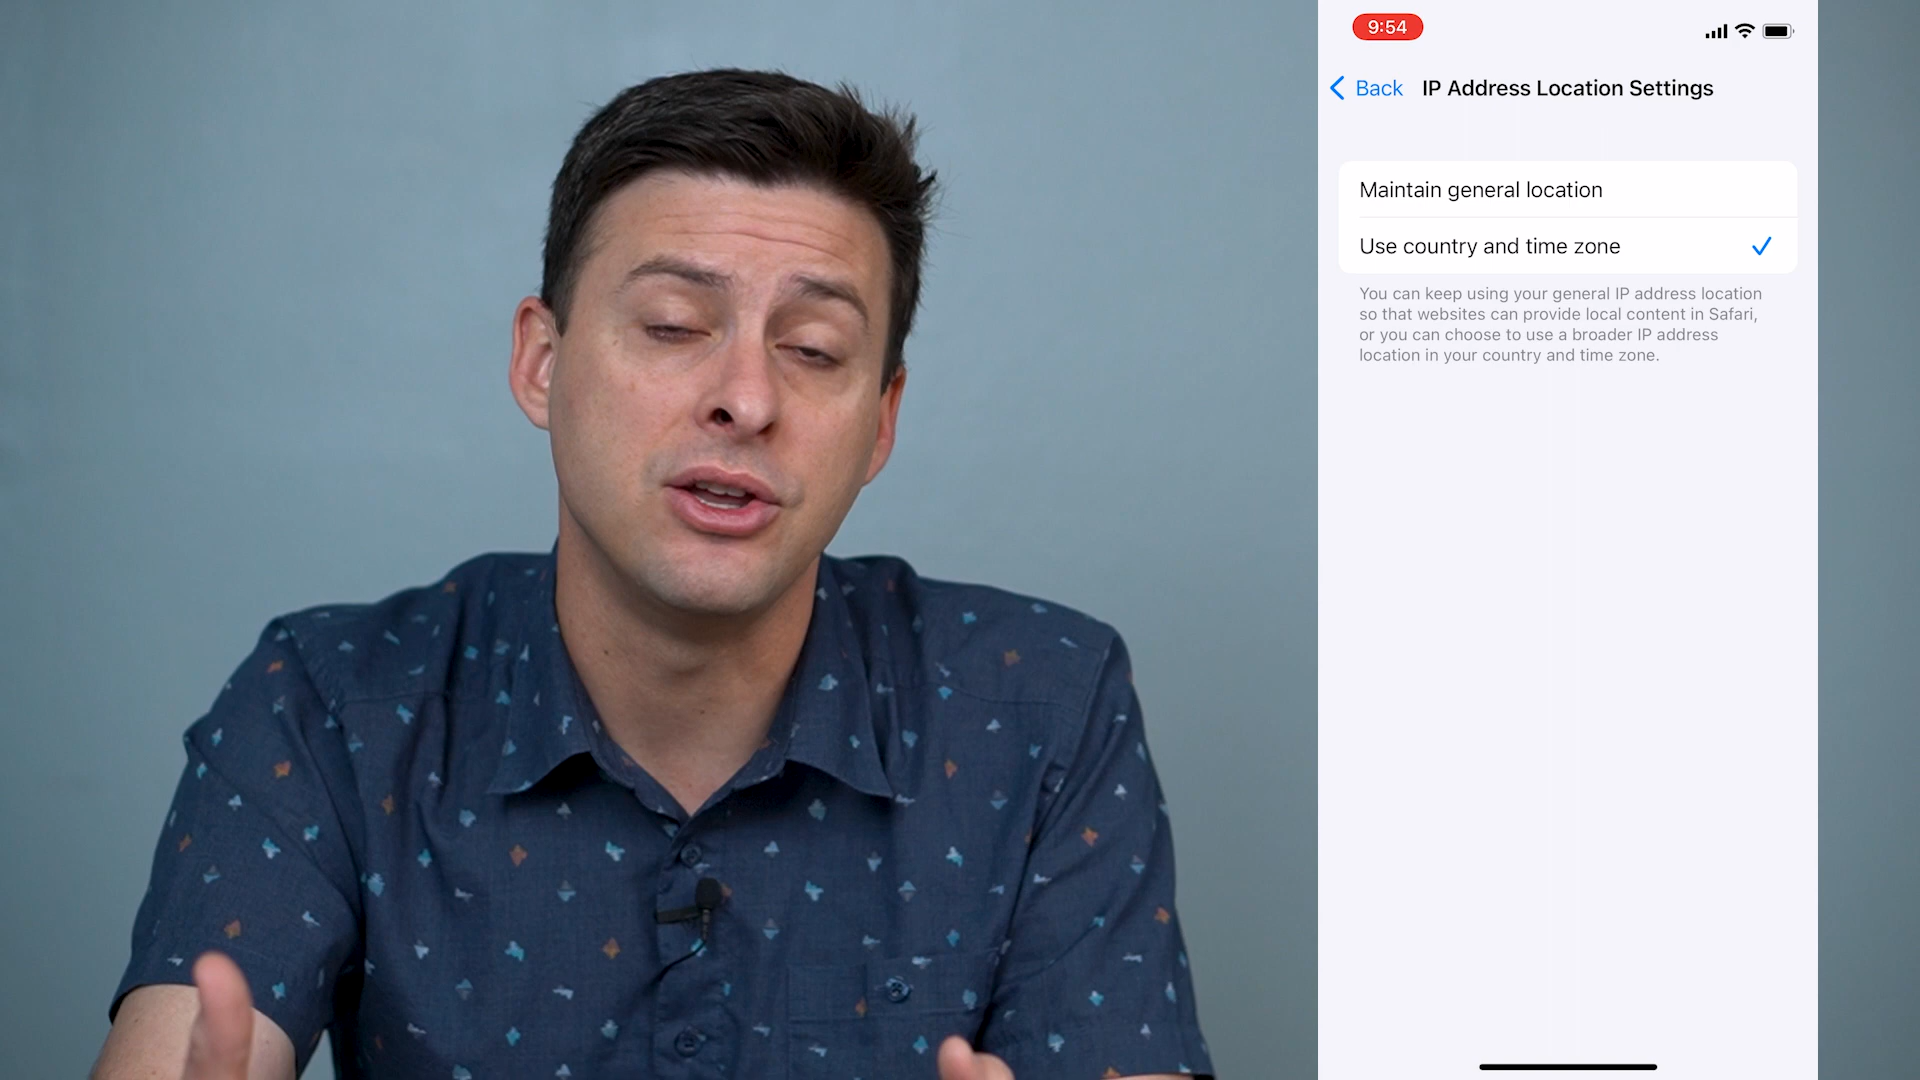 9:54
Back IP Address Location Settings
Maintain general location
Use country and time zone
You can keep using your general IP address location
so that websites can provide local content in Safari,
or you can choose to use a broader IP address
location in your country and time zone.